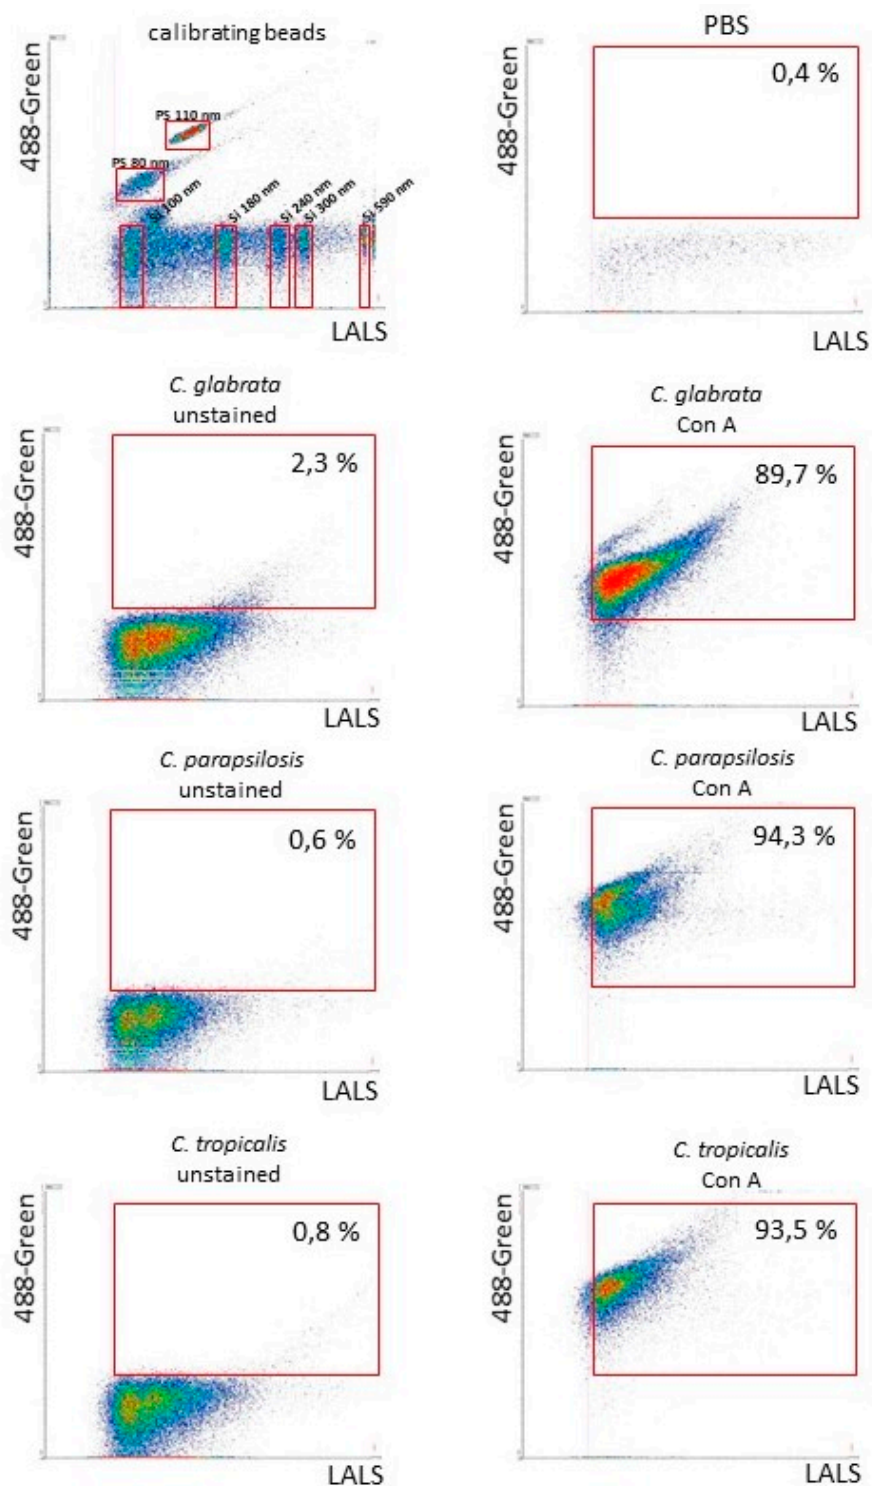 calibrating beads
488-Green
PS 110 nm
PS 80 nm
Si 100 nm
Si 180 nm
Si 240 nm
Si 300 nm
Si 590 nm
LALS
PBS
488-Green
0,4 %
LALS
C. glabrata
unstained
488-Green
2,3 %
LALS
C. glabrata
Con A
488-Green
89,7 %
LALS
C. parapsilosis
unstained
488-Green
0,6 %
LALS
C. parapsilosis
Con A
488-Green
94,3 %
LALS
C. tropicalis
unstained
488-Green
0,8 %
LALS
C. tropicalis
Con A
488-Green
93,5 %
LALS